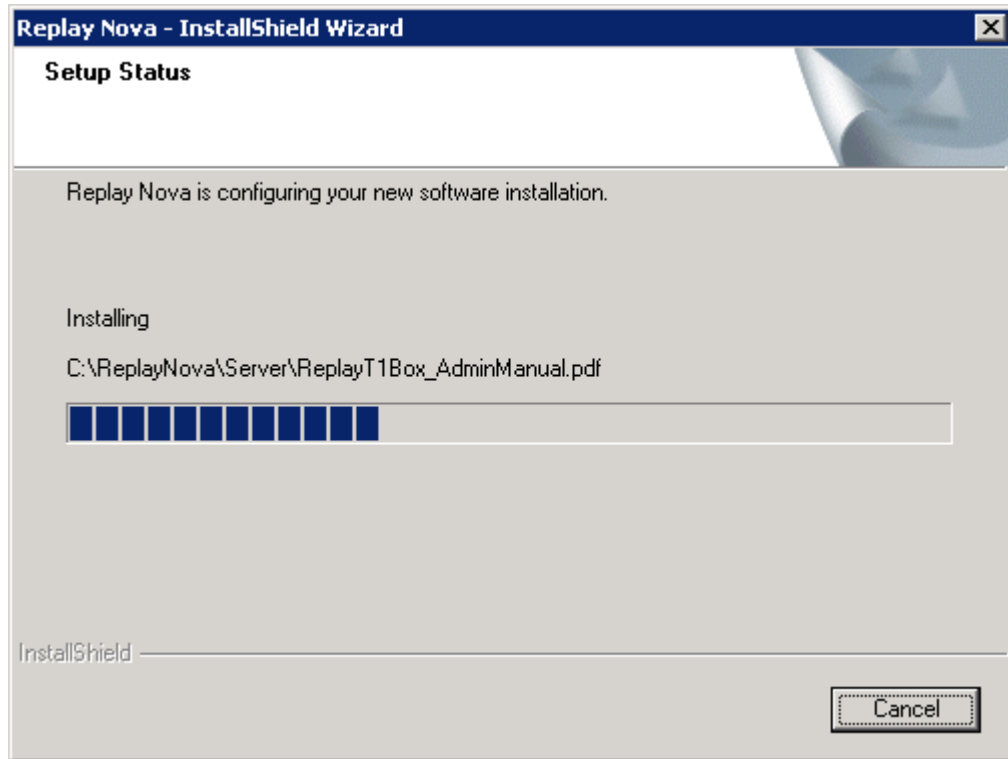 Replay Nova - InstallShield Wizard
Setup Status
Replay Nova is configuring your new software installation.
Installing
C:\ReplayNova\Server\ReplayT1Box_AdminManual.pdf
InstallShield
Cancel